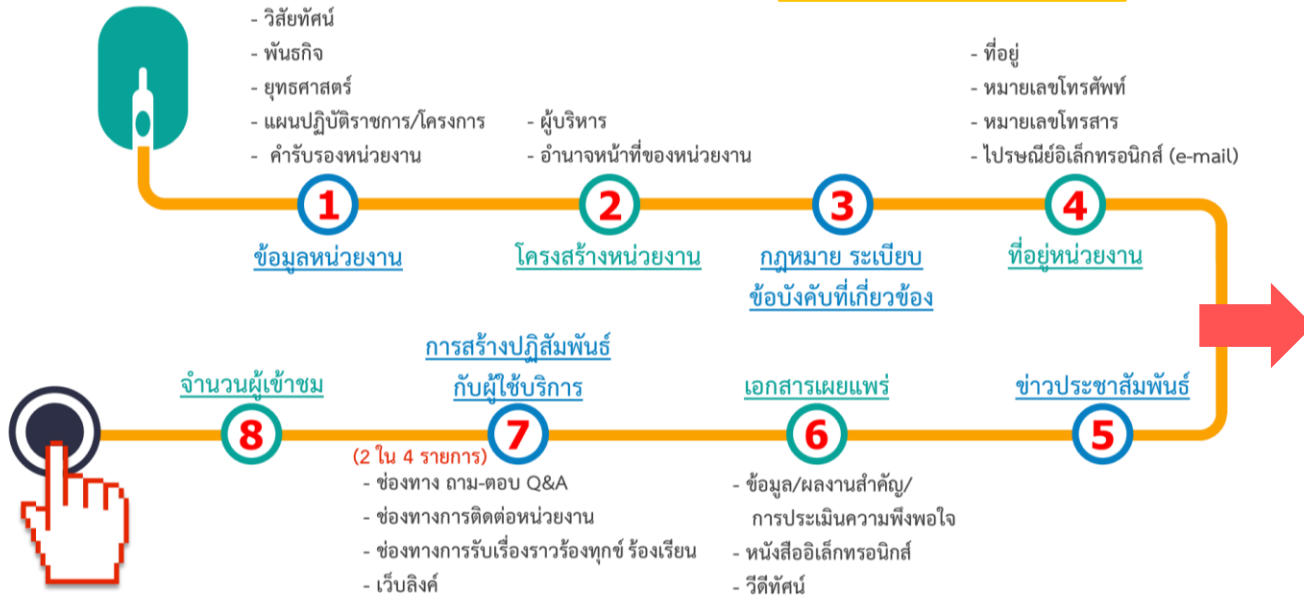 - วิสัยทัศน์
- พันธกิจ
- ยุทธศาสตร์
- แผนปฏิบัติราชการ/โครงการ
- คำรับรองหน่วยงาน
1
ข้อมูลหน่วยงาน
- ผู้บริหาร
- อำนาจหน้าที่ของหน่วยงาน
2
โครงสร้างหน่วยงาน
3
กฎหมาย ระเบียบ
ข้อบังคับที่เกี่ยวข้อง
- ที่อยู่
- หมายเลขโทรศัพท์
- หมายเลขโทรสาร
- ไปรษณีย์อิเล็กทรอนิกส์ (e-mail)
4
ที่อยู่หน่วยงาน
ข่าวประชาสัมพันธ์
5
เอกสารเผยแพร่
6
- ข้อมูล/ผลงานสำคัญ/
การประเมินความพึงพอใจ
- หนังสืออิเล็กทรอนิกส์
- วีดีทัศน์
การสร้างปฏิสัมพันธ์
กับผู้ใช้บริการ
7
(2 ใน 4 รายการ)
- ช่องทาง ถาม-ตอบ Q&A
- ช่องทางการติดต่อหน่วยงาน
- ช่องทางการรับเรื่องราวร้องทุกข์ ร้องเรียน
- เว็บลิงค์
จำนวนผู้เข้าชม
8